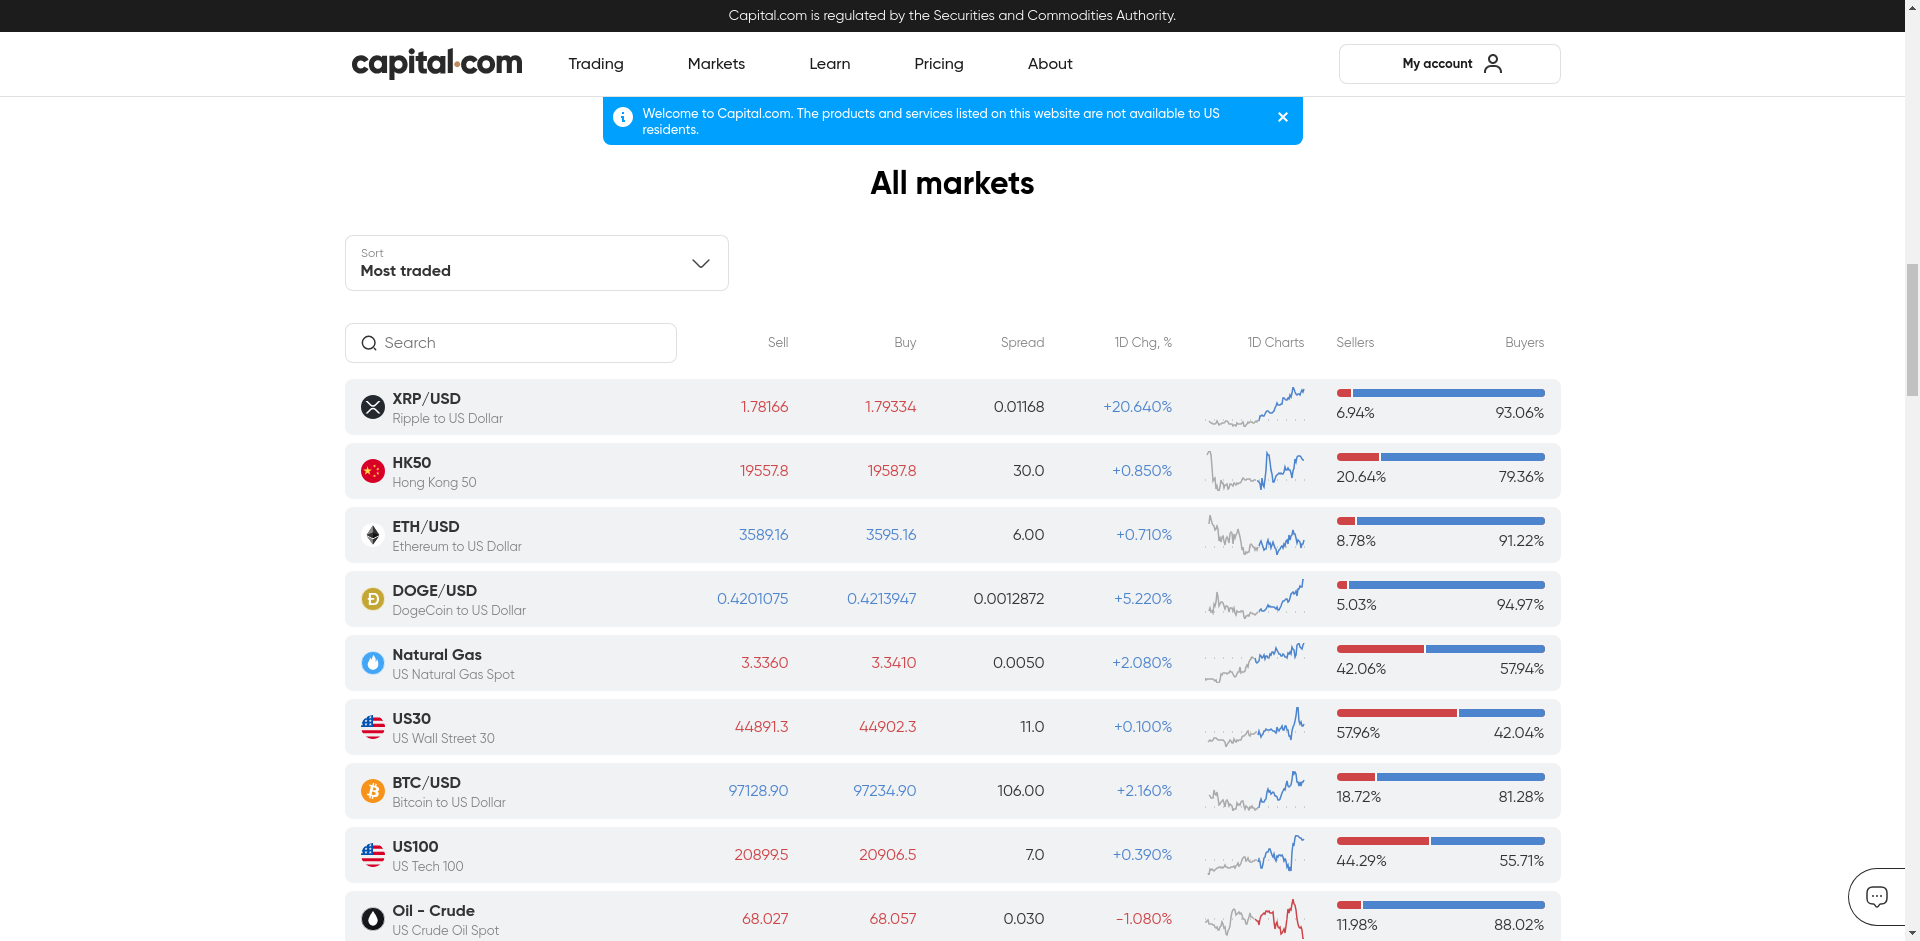 Capital.com is regulated by the Securities and Commodities Authority.
capital.com Trading Markets Learn Pricing About My account
Welcome to Capital.com. The products and services listed on this website are not available to US
residents.
All markets
Sort
Most traded
Search Sell Buy Spread 1D Chg, % 1D Charts Sellers Buyers
XRP/USD
Ripple to US Dollar
1.78166 1.79334 0.01168 +20.640% 6.94% 93.06%
HK50
Hong Kong 50
19557.8 19587.8 30.0 +0.850% 20.64% 79.36%
ETH/USD
Ethereum to US Dollar
3589.16 3595.16 6.00 +0.710% 8.78% 91.22%
DOGE/USD
DogeCoin to US Dollar
0.4201075 0.4213947 0.0012872 +5.220% 5.03% 94.97%
Natural Gas
US Natural Gas Spot
3.3360 3.3410 0.0050 +2.080% 42.06% 57.94%
US30
US Wall Street 30
44891.3 44902.3 11.0 +0.100% 57.96% 42.04%
BTC/USD
Bitcoin to US Dollar
97128.90 97234.90 106.00 +2.160% 18.72% 81.28%
US100
US Tech 100
20899.5 20906.5 7.0 +0.390% 44.29% 55.71%
Oil - Crude
US Crude Oil Spot
68.027 68.057 0.030 -1.080% 11.98% 88.02%